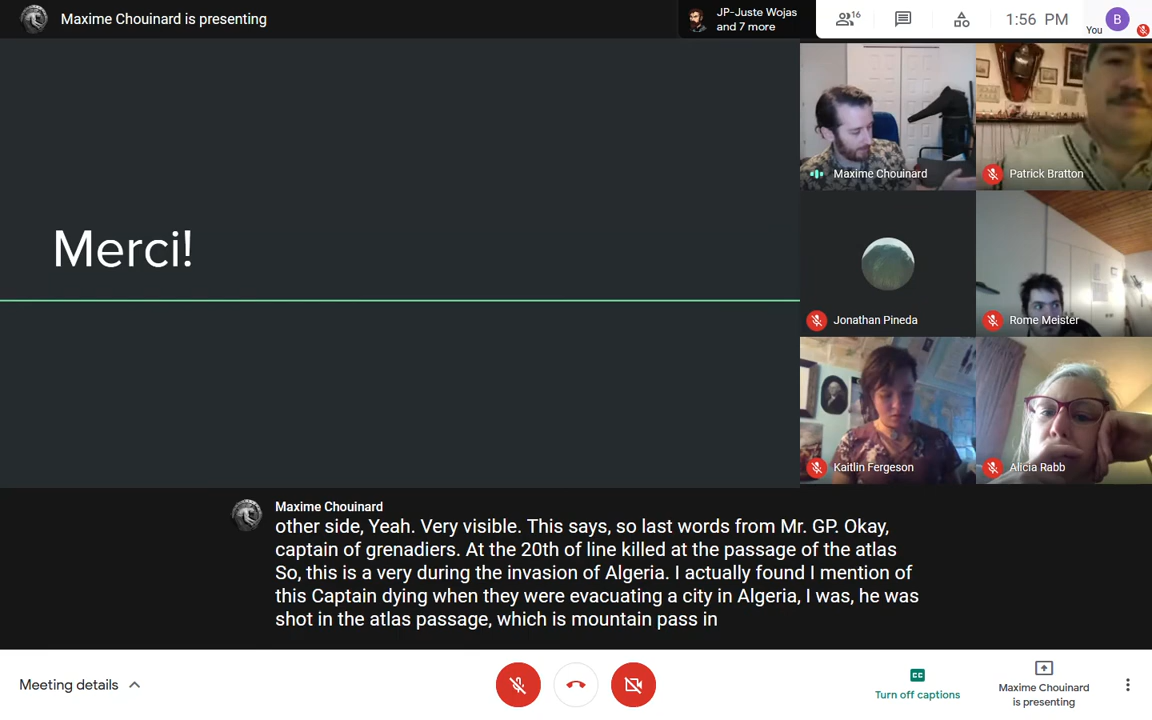 Maxime Chouinard is presenting
JP-Juste Wojas
and 7 more
16
1:56 PM
You
B
Merci!
Maxime Chouinard
Patrick Bratton
Jonathan Pineda
Rome Meister
Kaitlin Fergeson
Alicia Rabb
Maxime Chouinard
other side, Yeah. Very visible. This says, so last words from Mr. GP. Okay,
captain of grenadiers. At the 20th of line killed at the passage of the atlas
So, this is a very during the invasion of Algeria. I actually found I mention of
this Captain dying when they were evacuating a city in Algeria, I was, he was
shot in the atlas passage, which is mountain pass in
Meeting details
CC
Turn off captions
Maxime Chouinard
is presenting